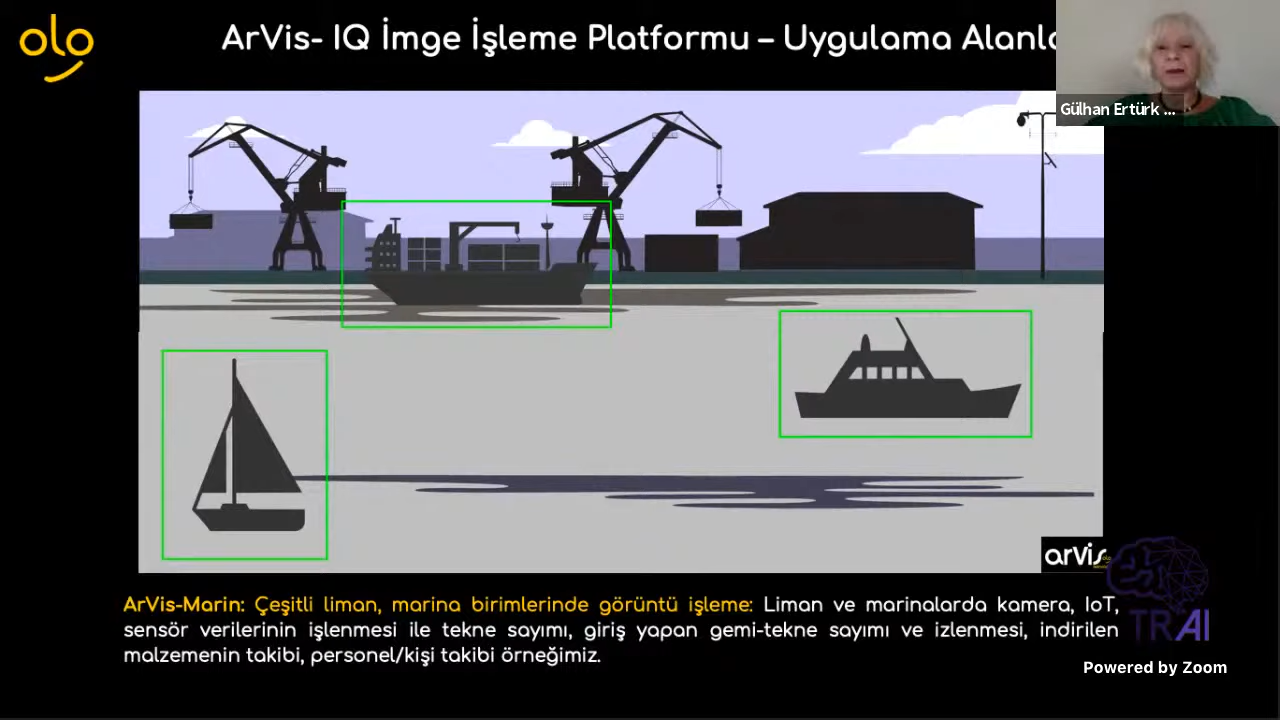 olo
ArVis- IQ İmge İşleme Platformu – Uygulama Alanla
Gülhan Ertürk ...
arVis
ArVis-Marin: Çeşitli liman, marina birimlerinde görüntü işleme: Liman ve marinalarda kamera, IoT,
sensör verilerinin işlenmesi ile tekne sayımı, giriş yapan gemi-tekne sayımı ve izlenmesi, indirilen
malzemenin takibi, personel/kişi takibi örneğimiz.
TRAI
Powered by Zoom